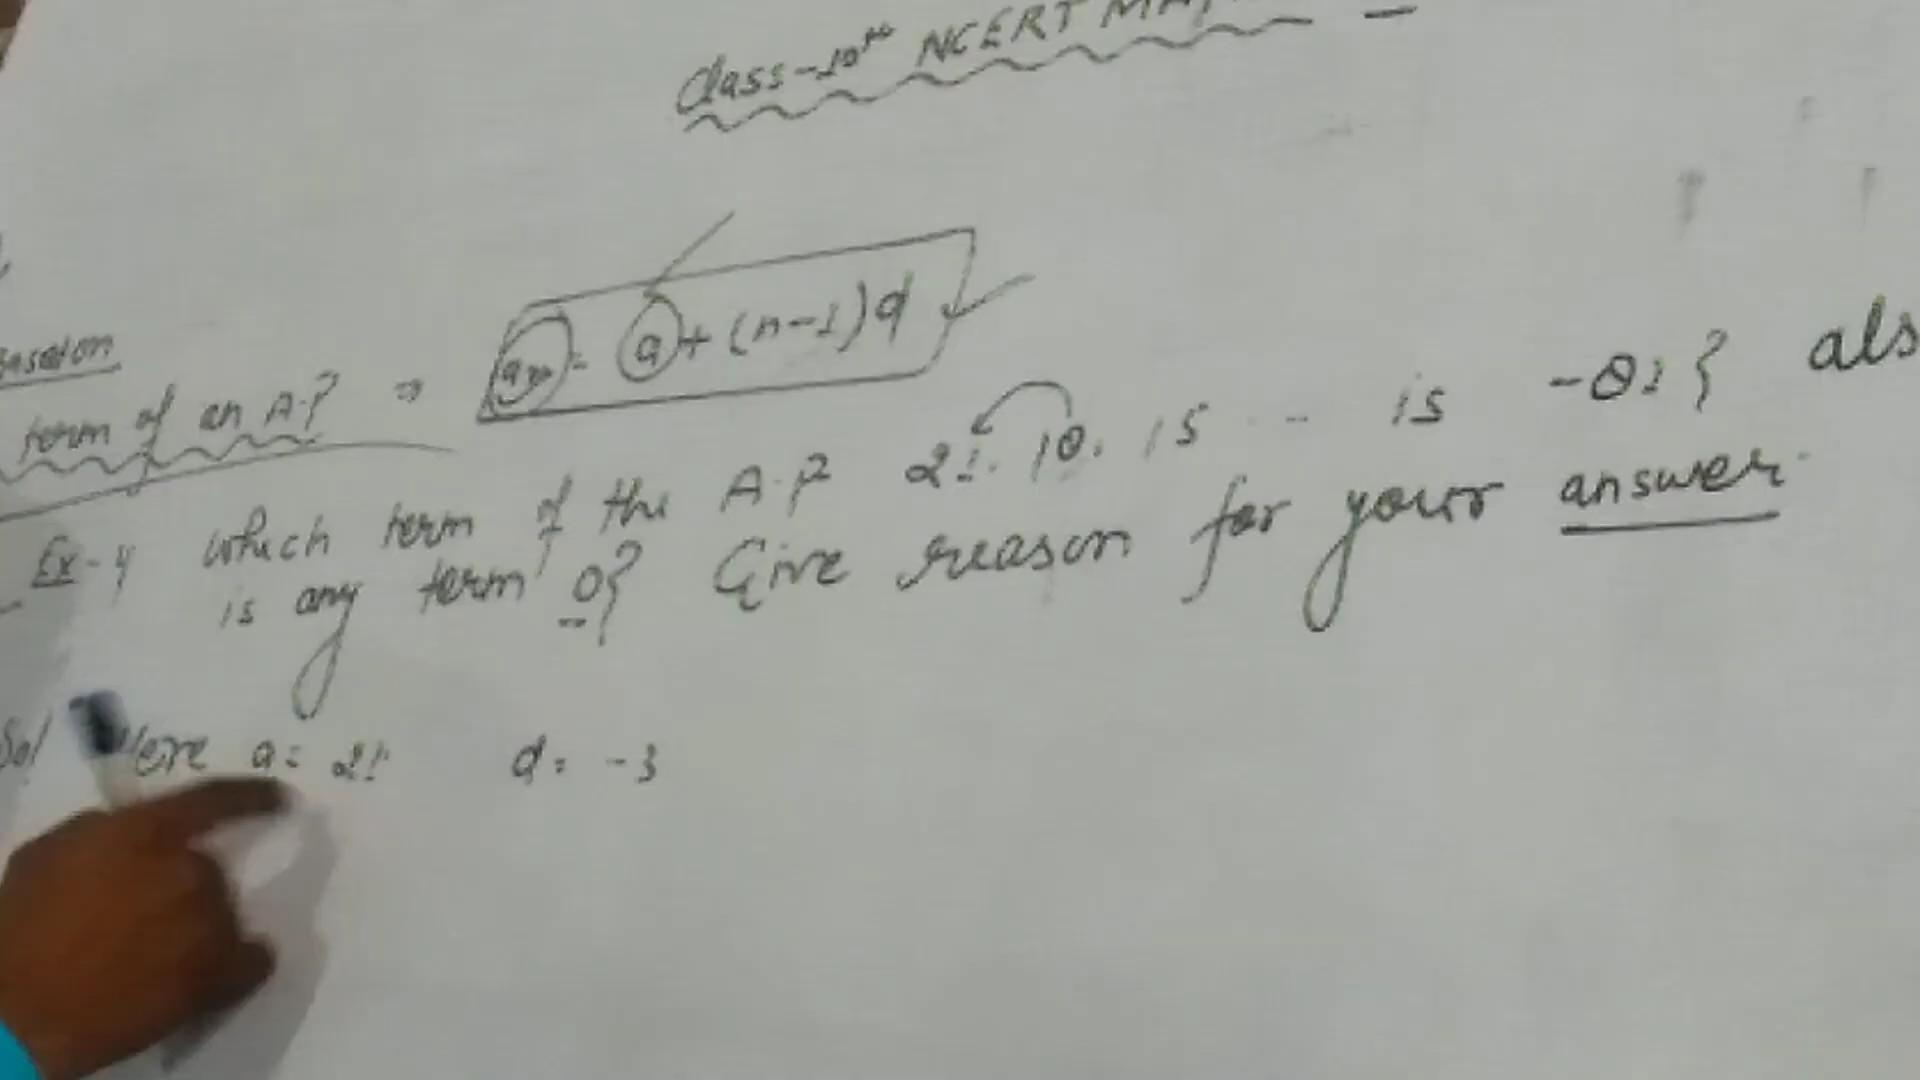 Class-10th NCERT
term of an A.P ⇒ an = a+(n-1)d
Ex-4 which term of the A.P 21. 18. 15 .. is -81? als
is any term 0? Give reason for your answer.
Sol Here a= 21 d= -3